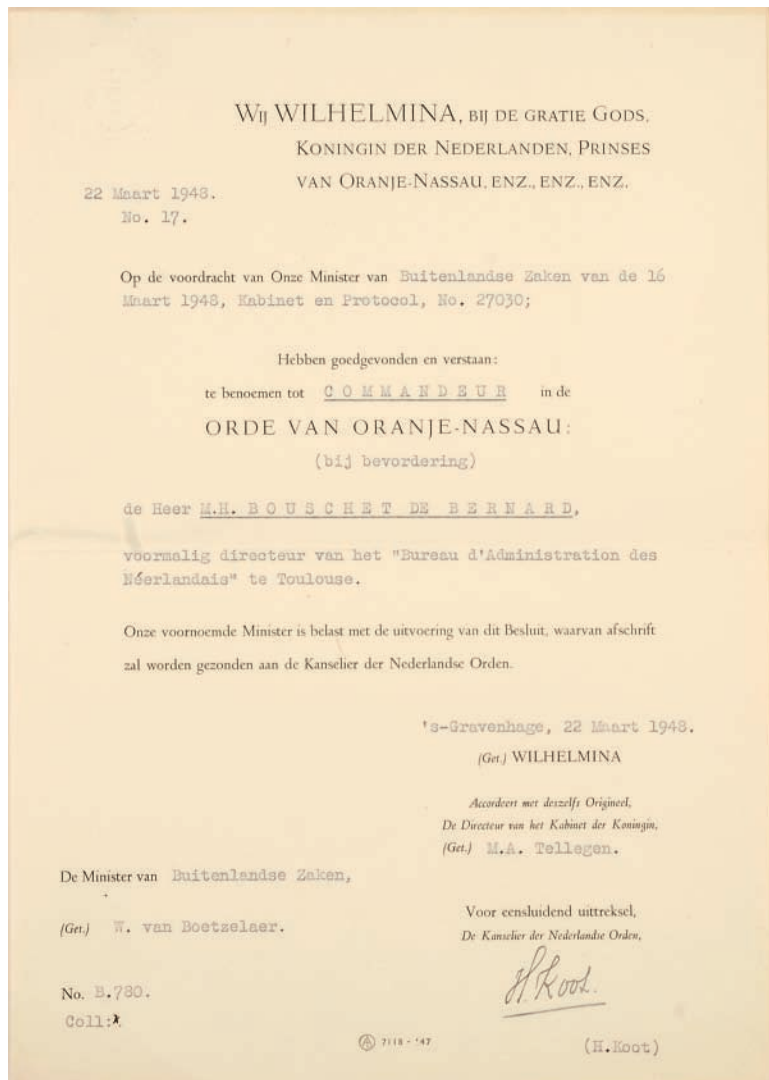 Wij WILHELMINA, bij de gratie Gods,
Koningin der Nederlanden, Prinses
van Oranje-Nassau, enz., enz., enz.
22 Maart 1948.
No. 17.
Op de voordracht van Onze Minister van Buitenlandse Zaken van de 16
Maart 1948, Kabinet en Protocol, No. 27030;
Hebben goedgevonden en verstaan:
te benoemen tot COMMANDEUR in de
ORDE VAN ORANJE-NASSAU:
(bij bevordering)
de Heer M.H. BOUSCHET DE BERNARD,
voormalig directeur van het "Bureau d'Administration des
Néerlandais" te Toulouse.
Onze voornoemde Minister is belast met de uitvoering van dit Besluit, waarvan afschrift
zal worden gezonden aan de Kanselier der Nederlandse Orden.
's-Gravenhage, 22 Maart 1948.
(Get.) WILHELMINA
Accordeert met deszelfs Origineel,
De Directeur van het Kabinet der Koningin,
(Get.) M.A. Tellegen.
De Minister van Buitenlandse Zaken,
(Get.) W. van Boetzelaer.
Voor eensluidend uittreksel,
De Kanselier der Nederlandse Orden,
H. Koot.
No. B.780.
Coll:
7118 - '47
(H.Koot)